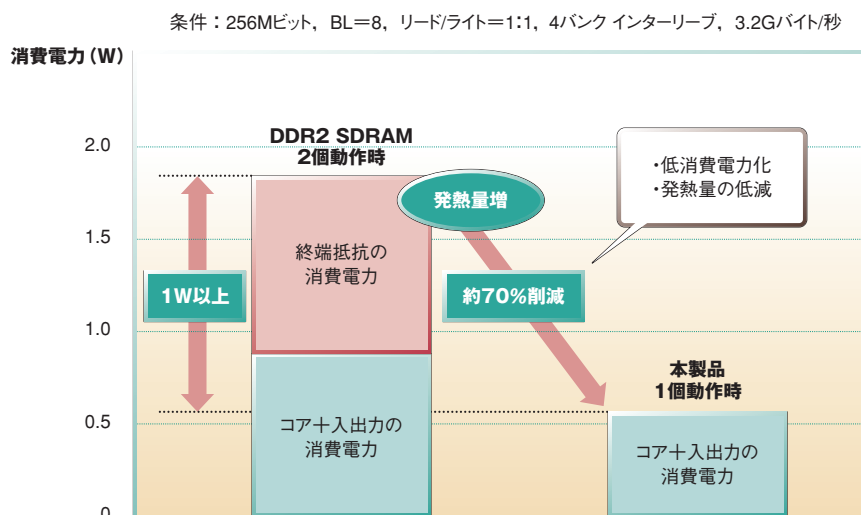 条件：256Mビット，BL＝8，リード/ライト＝1：1，4バンク インターリーブ，3.2Gバイト/秒
消費電力（W）
2.0
1.5
1.0
0.5
0
DDR2 SDRAM
2個動作時
発熱量増
・低消費電力化
・発熱量の低減
終端抵抗の
消費電力
1W以上
約70％削減
本製品
1個動作時
コア＋入出力の
消費電力
コア＋入出力の
消費電力